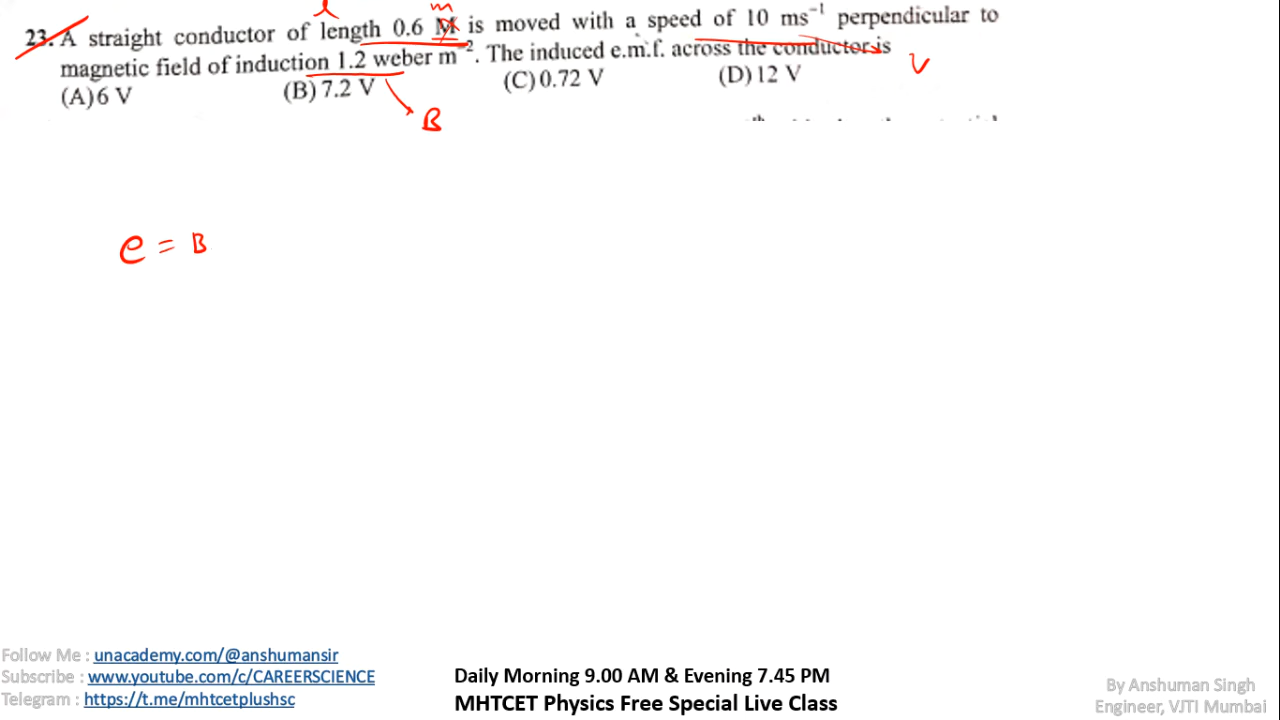 l
m
23. A straight conductor of length 0.6 M is moved with a speed of 10 ms⁻¹ perpendicular to
magnetic field of induction 1.2 weber m⁻². The induced e.m.f. across the conductor is
v
(A) 6 V (B) 7.2 V (C) 0.72 V (D) 12 V
B
e = B
Follow Me : unacademy.com/@anshumansir
Subscribe : www.youtube.com/c/CAREERSCIENCE
Telegram : https://t.me/mhtcetplushsc
Daily Morning 9.00 AM & Evening 7.45 PM
MHTCET Physics Free Special Live Class
By Anshuman Singh
Engineer, VJTI Mumbai